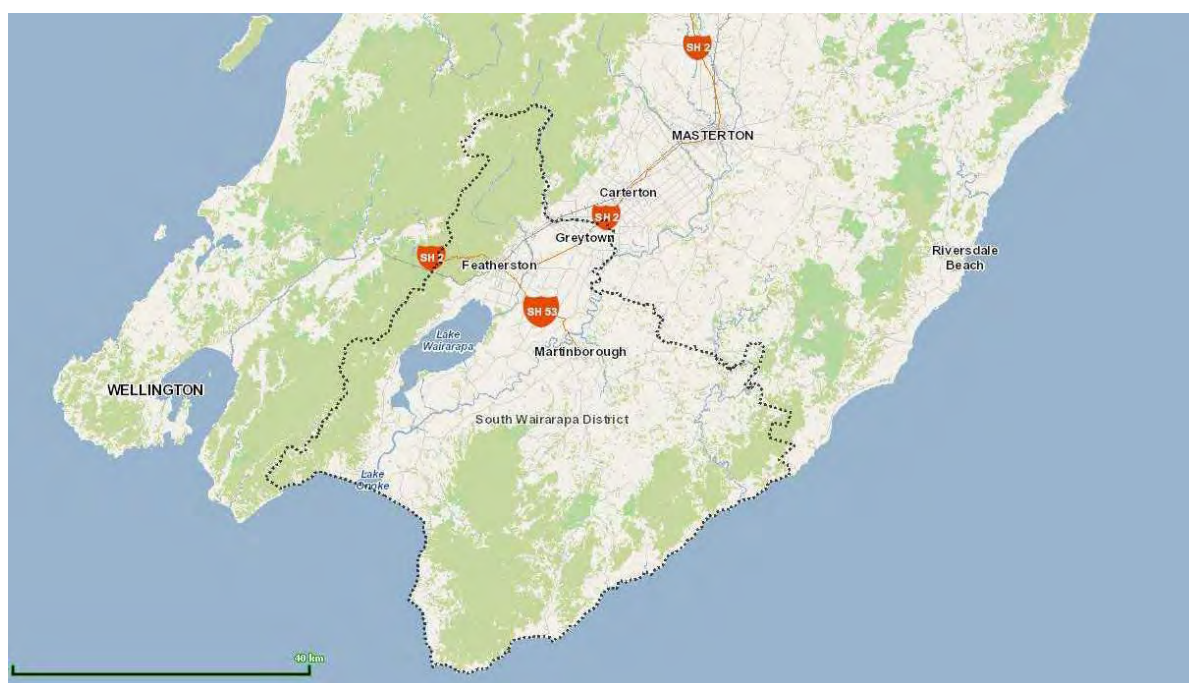 SH 2
MASTERTON
Carterton
SH 2
Greytown
SH 2
Featherston
Riversdale
Beach
SH 53
Lake
Wairarapa
Martinborough
WELLINGTON
South Wairarapa District
Lake
Onoke
40 km